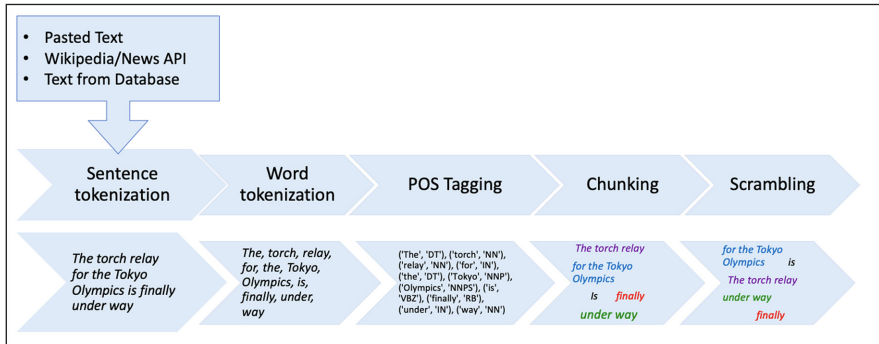 • Pasted Text
• Wikipedia/News API
• Text from Database
Sentence
tokenization
Word
tokenization
POS Tagging
Chunking
Scrambling
The torch relay
for the Tokyo
Olympics is finally
under way
The, torch, relay,
for, the, Tokyo,
Olympics, is,
finally, under,
way
('The', 'DT'), ('torch', 'NN'),
('relay', 'NN'), ('for', 'IN'),
('the', 'DT'), ('Tokyo', 'NNP'),
('Olympics', 'NNPS'), ('is',
'VBZ'), ('finally', 'RB'),
('under', 'IN'), ('way', 'NN')
The torch relay
for the Tokyo
Olympics
Is finally
under way
for the Tokyo
Olympics is
The torch relay
under way
finally